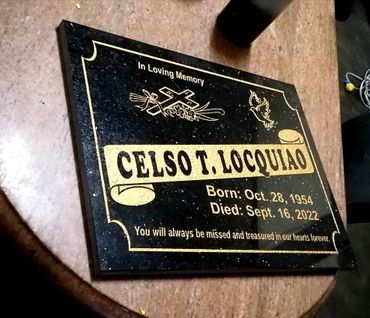 In Loving Memory
CELSO T. LOCQUIAO
Born: Oct. 28, 1954
Died: Sept. 16, 2022
You will always be missed and treasured in our hearts forever.